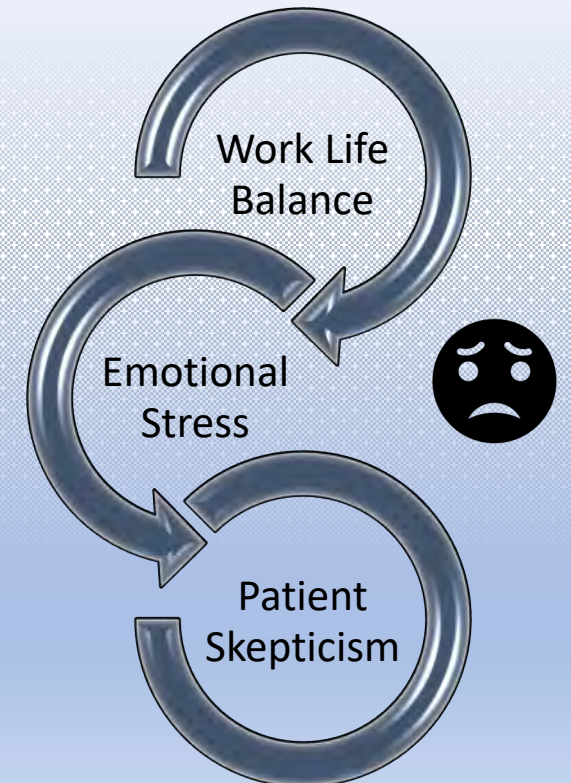 Work Life
Balance
Emotional
Stress
Patient
Skepticism